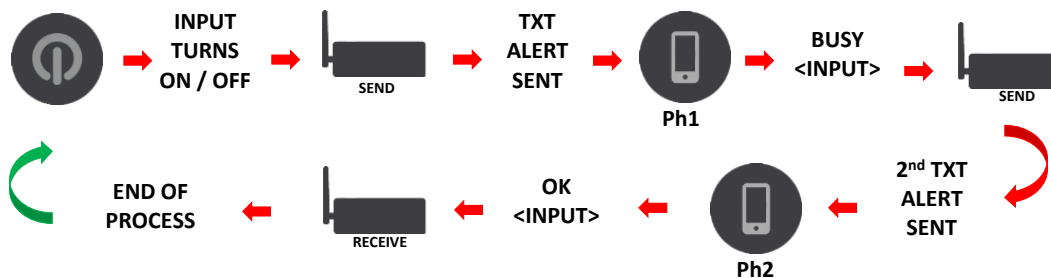 INPUT
TURNS
ON / OFF
SEND
TXT
ALERT
SENT
Ph1
BUSY
<INPUT>
SEND
2nd TXT
ALERT
SENT
Ph2
OK
<INPUT>
RECEIVE
END OF
PROCESS